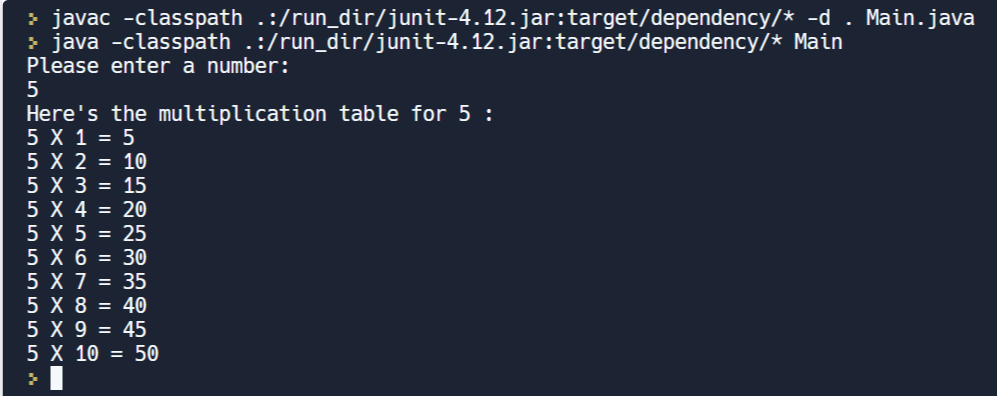 > javac -classpath .:/run_dir/junit-4.12.jar:target/dependency/* -d . Main.java
> java -classpath .:/run_dir/junit-4.12.jar:target/dependency/* Main
Please enter a number:
5
Here's the multiplication table for 5 :
5 X 1 = 5
5 X 2 = 10
5 X 3 = 15
5 X 4 = 20
5 X 5 = 25
5 X 6 = 30
5 X 7 = 35
5 X 8 = 40
5 X 9 = 45
5 X 10 = 50
>